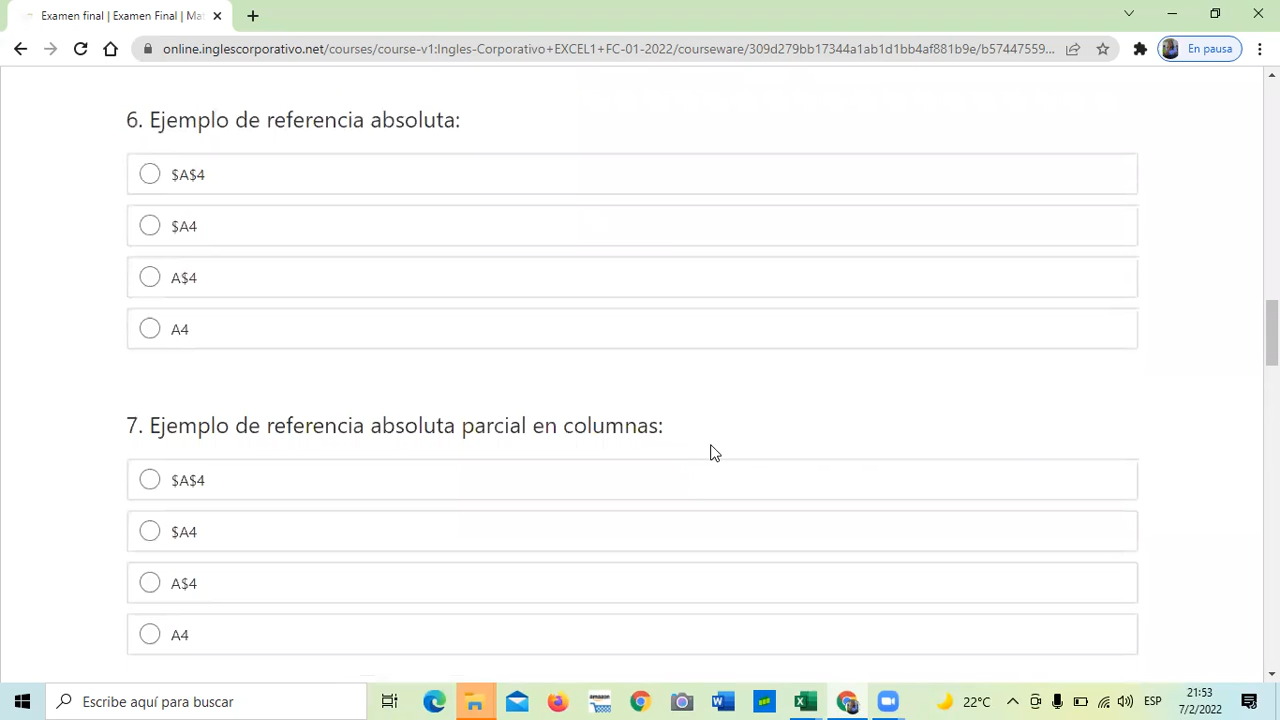 Examen final | Examen Final | Mat
online.inglescorporativo.net/courses/course-v1:Ingles-Corporativo+EXCEL1+FC-01-2022/courseware/309d279bb17344a1ab1d1bb4af881b9e/b57447559...
En pausa
6. Ejemplo de referencia absoluta:
$A$4
$A4
A$4
A4
7. Ejemplo de referencia absoluta parcial en columnas:
$A$4
$A4
A$4
A4
Escribe aquí para buscar
amazon
22°C
ESP
21:53
7/2/2022